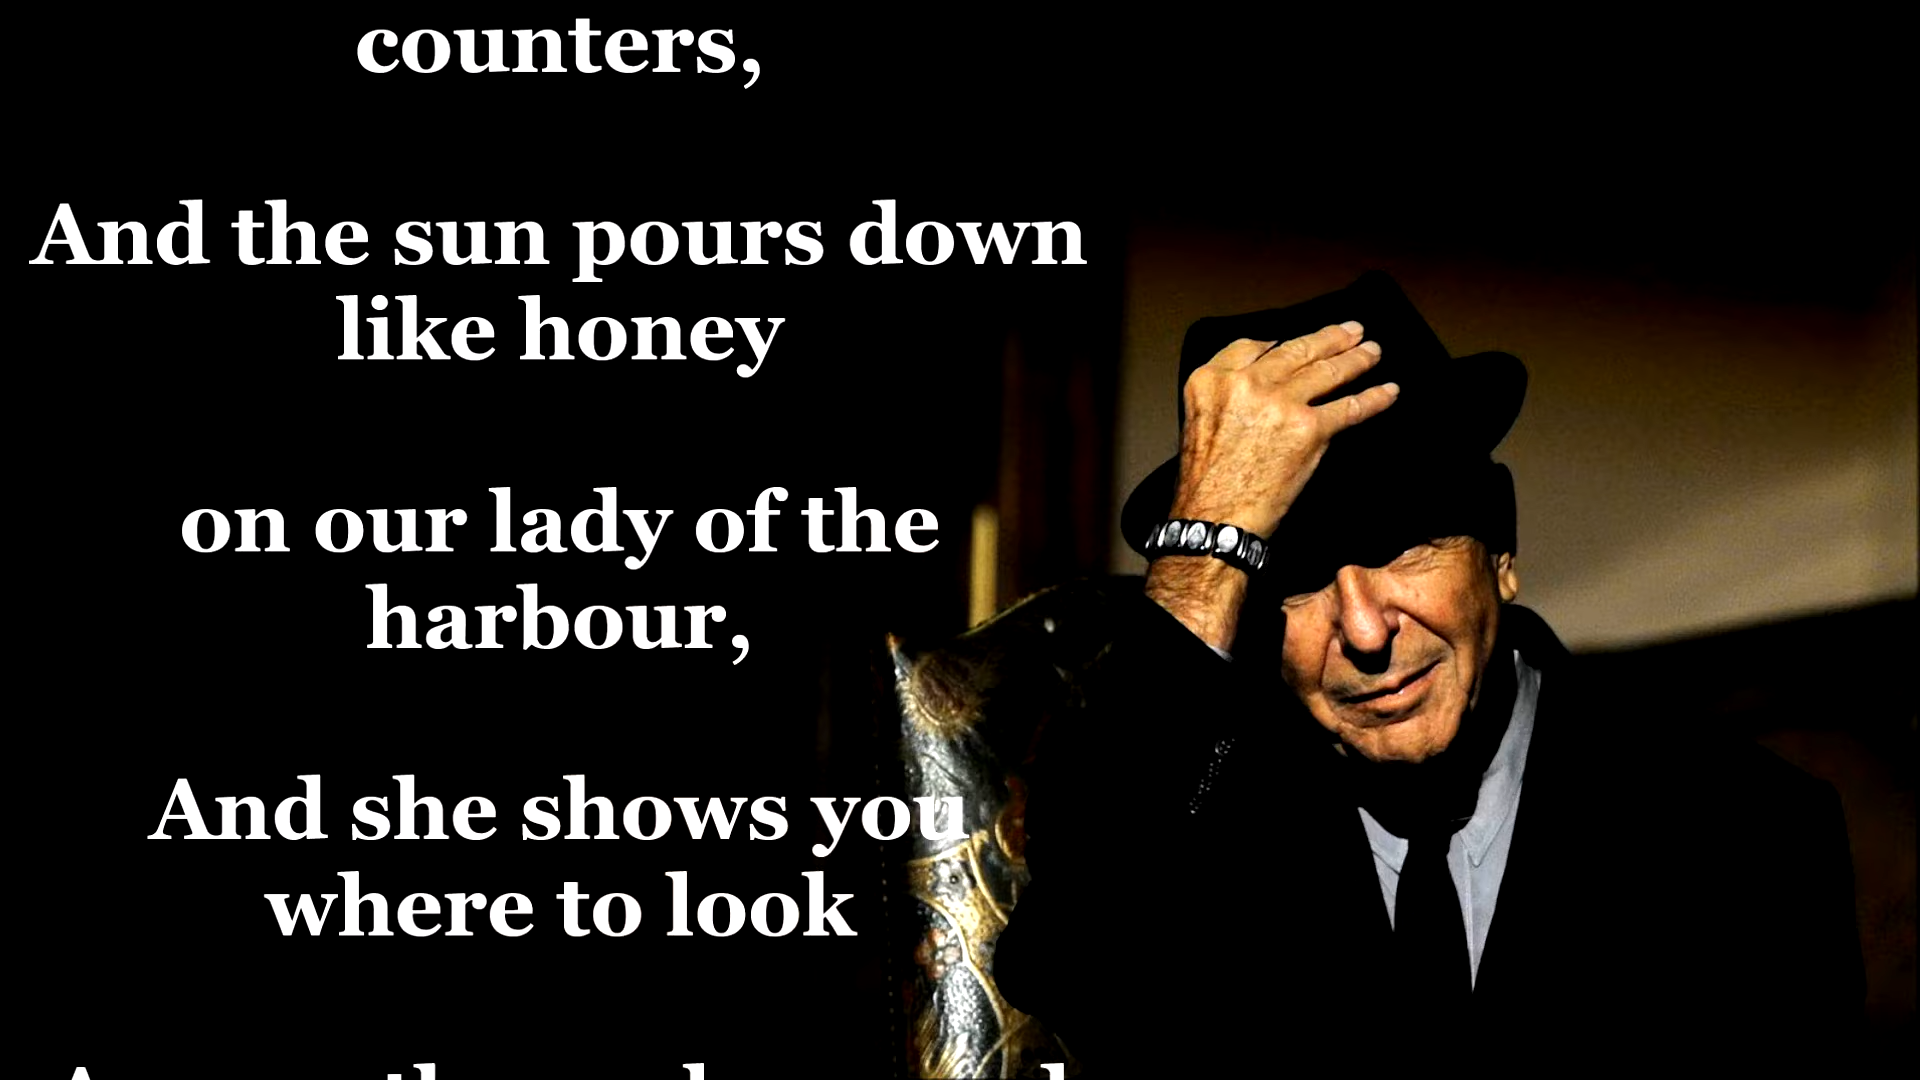 counters,
And the sun pours down
like honey
on our lady of the
harbour,
And she shows you
where to look